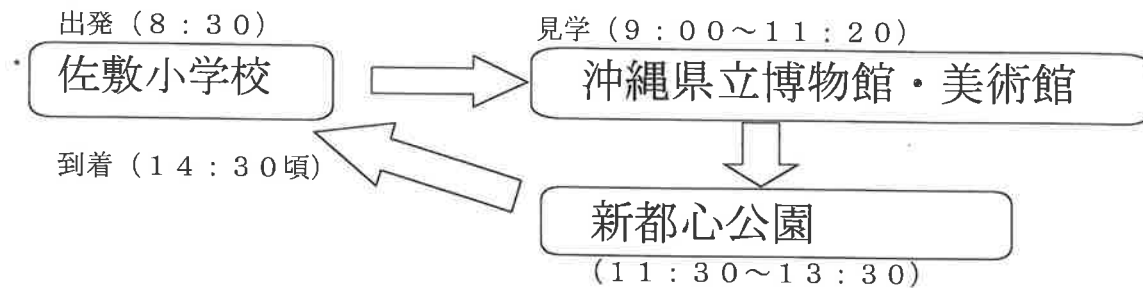 出発（８：３０）
佐敷小学校
見学（９：００～１１：２０）
沖縄県立博物館・美術館
新都心公園
（１１：３０～１３：３０）
到着（１４：３０頃）